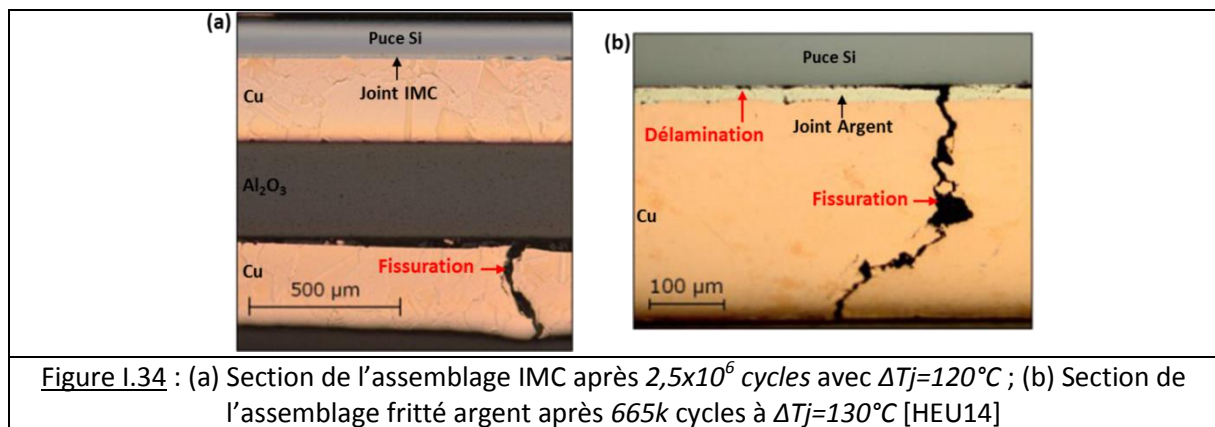 (a)
Puce Si
Cu
Joint IMC
Al₂O₃
Cu
Fissuration
500 µm
(b)
Puce Si
Délamination
Joint Argent
Fissuration
Cu
100 µm
Figure I.34 : (a) Section de l’assemblage IMC après 2,5x10⁶ cycles avec ΔTj=120°C ; (b) Section de
l’assemblage fritté argent après 665k cycles à ΔTj=130°C [HEU14]